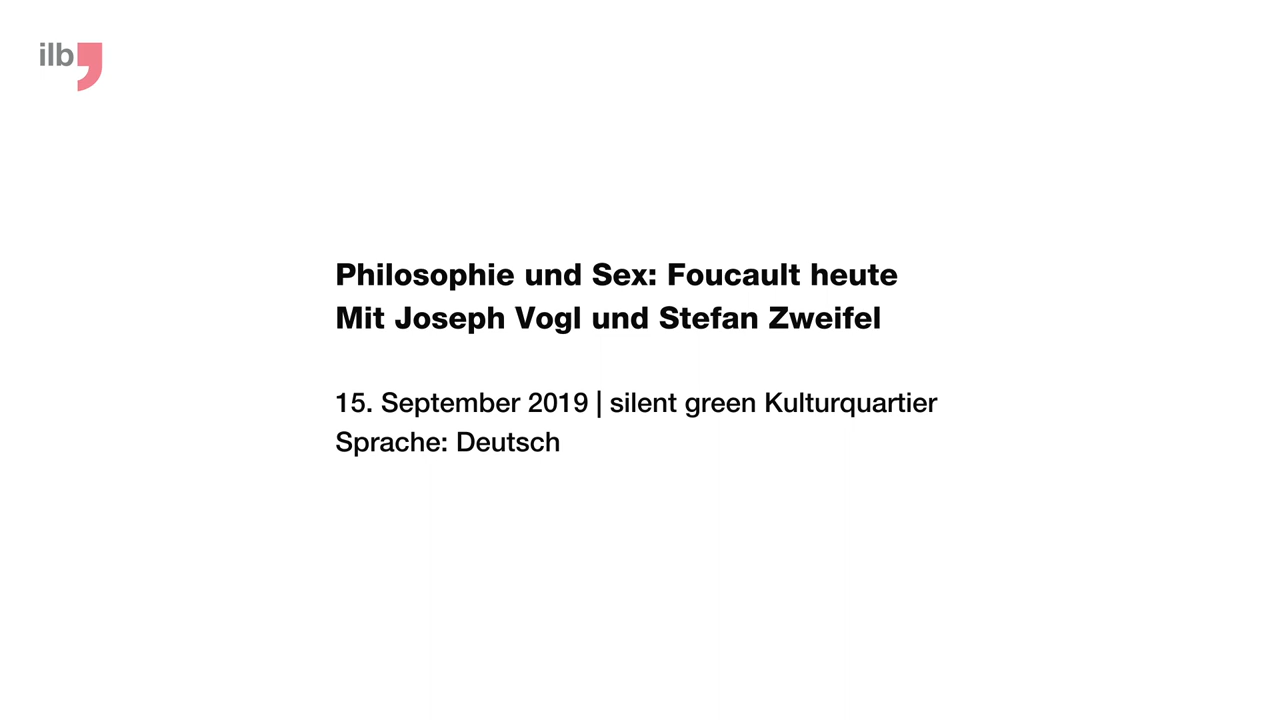 ilb
Philosophie und Sex: Foucault heute
Mit Joseph Vogl und Stefan Zweifel
15. September 2019 | silent green Kulturquartier
Sprache: Deutsch